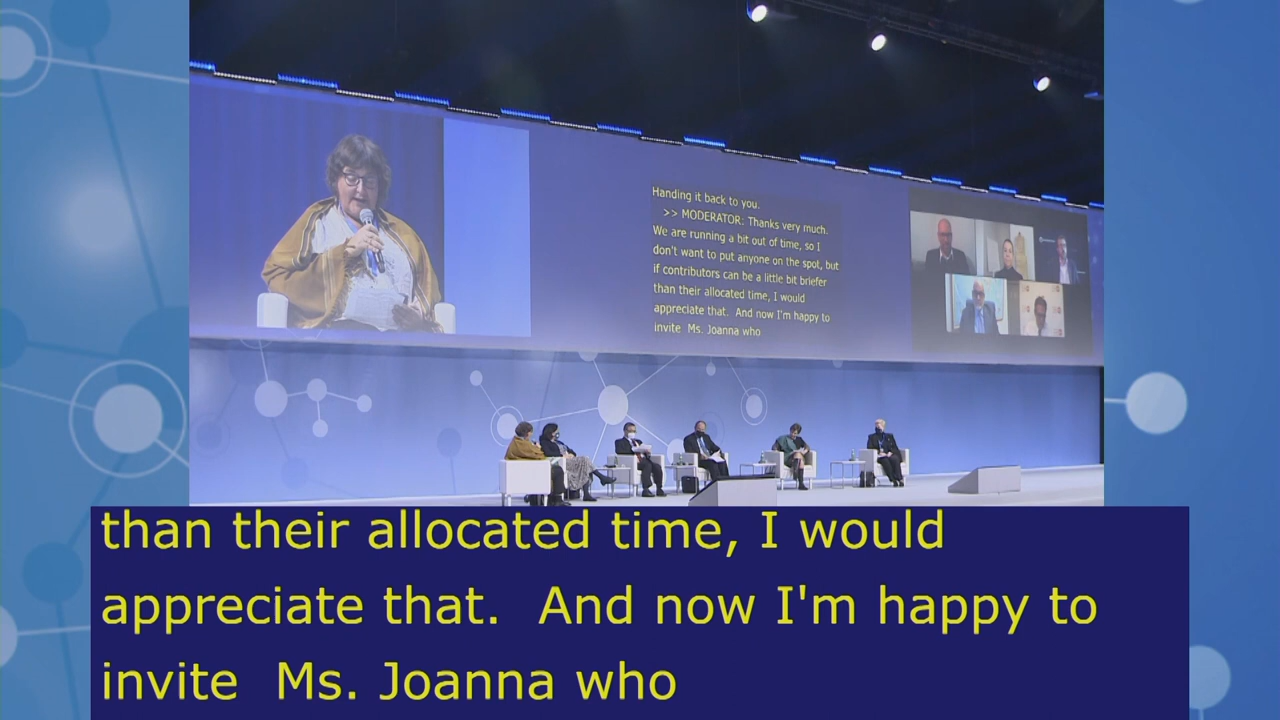 Handing it back to you.
>> MODERATOR: Thanks very much.
We are running a bit out of time, so I
don't want to put anyone on the spot, but
if contributors can be a little bit briefer
than their allocated time, I would
appreciate that. And now I'm happy to
invite Ms. Joanna who
than their allocated time, I would
appreciate that. And now I'm happy to
invite Ms. Joanna who